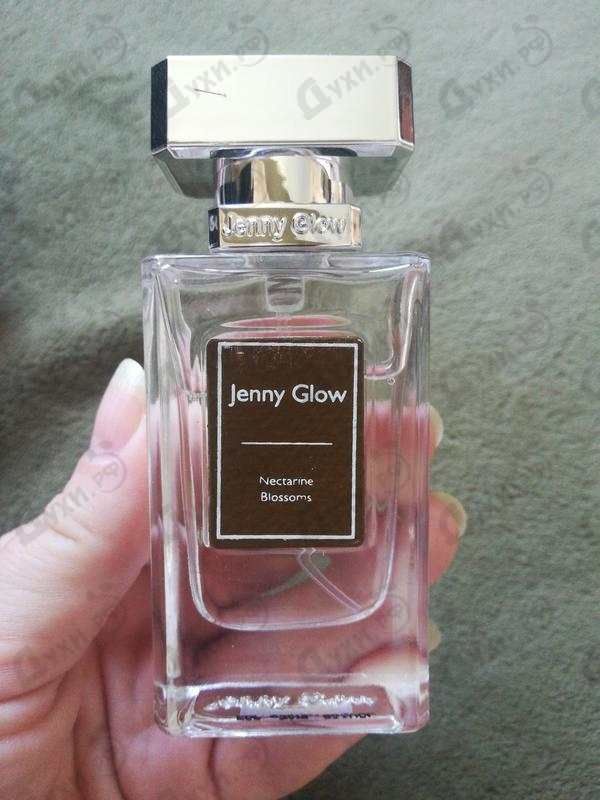 Jenny Glow
Jenny Glow
Nectarine
Blossoms
Духи.рф